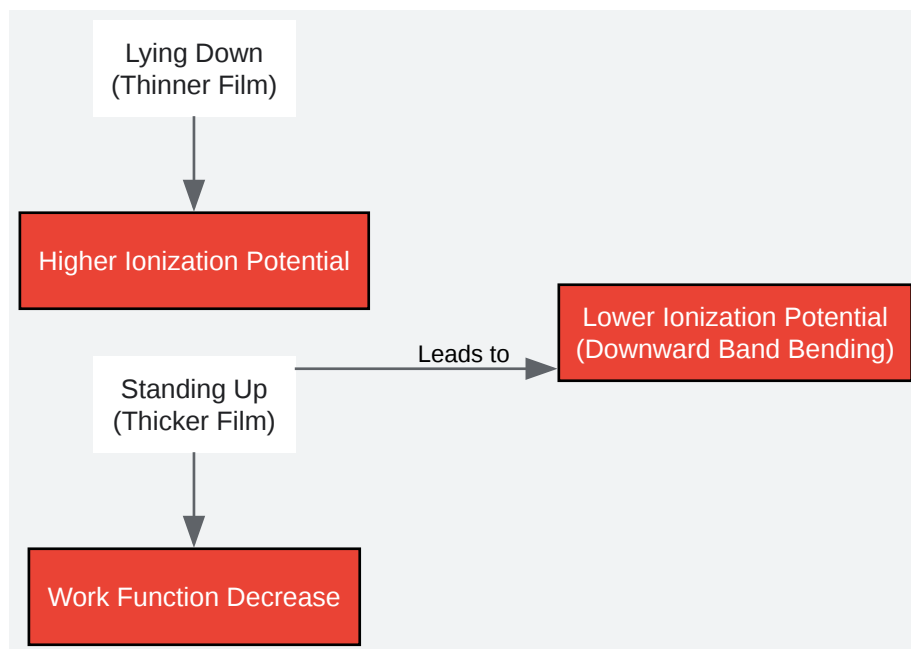 Lying Down
(Thinner Film)
Higher Ionization Potential
Lower Ionization Potential
(Downward Band Bending)
Leads to
Standing Up
(Thicker Film)
Work Function Decrease